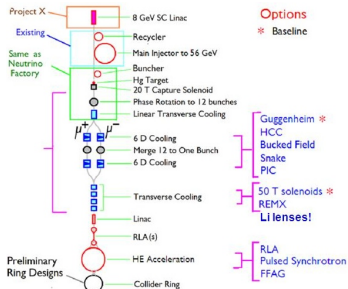 Project X
8 GeV SC Linac
Options
* Baseline
Existing
Recycler
Main Injector to 56 GeV
Same as
Neutrino
Factory
Buncher
Hg Target
20 T Capture Solenoid
Phase Rotation to 12 bunches
Linear Transverse Cooling
μ+ μ-
6 D Cooling
Merge 12 to One Bunch
6 D Cooling
Guggenheim *
HCC
Bucked Field
Snake
PIC
Transverse Cooling
50 T solenoids *
REMX
Li lenses!
Linac
RLA(s)
HE Acceleration
RLA
Pulsed Synchrotron
FFAG
Preliminary
Ring Designs
Collider Ring